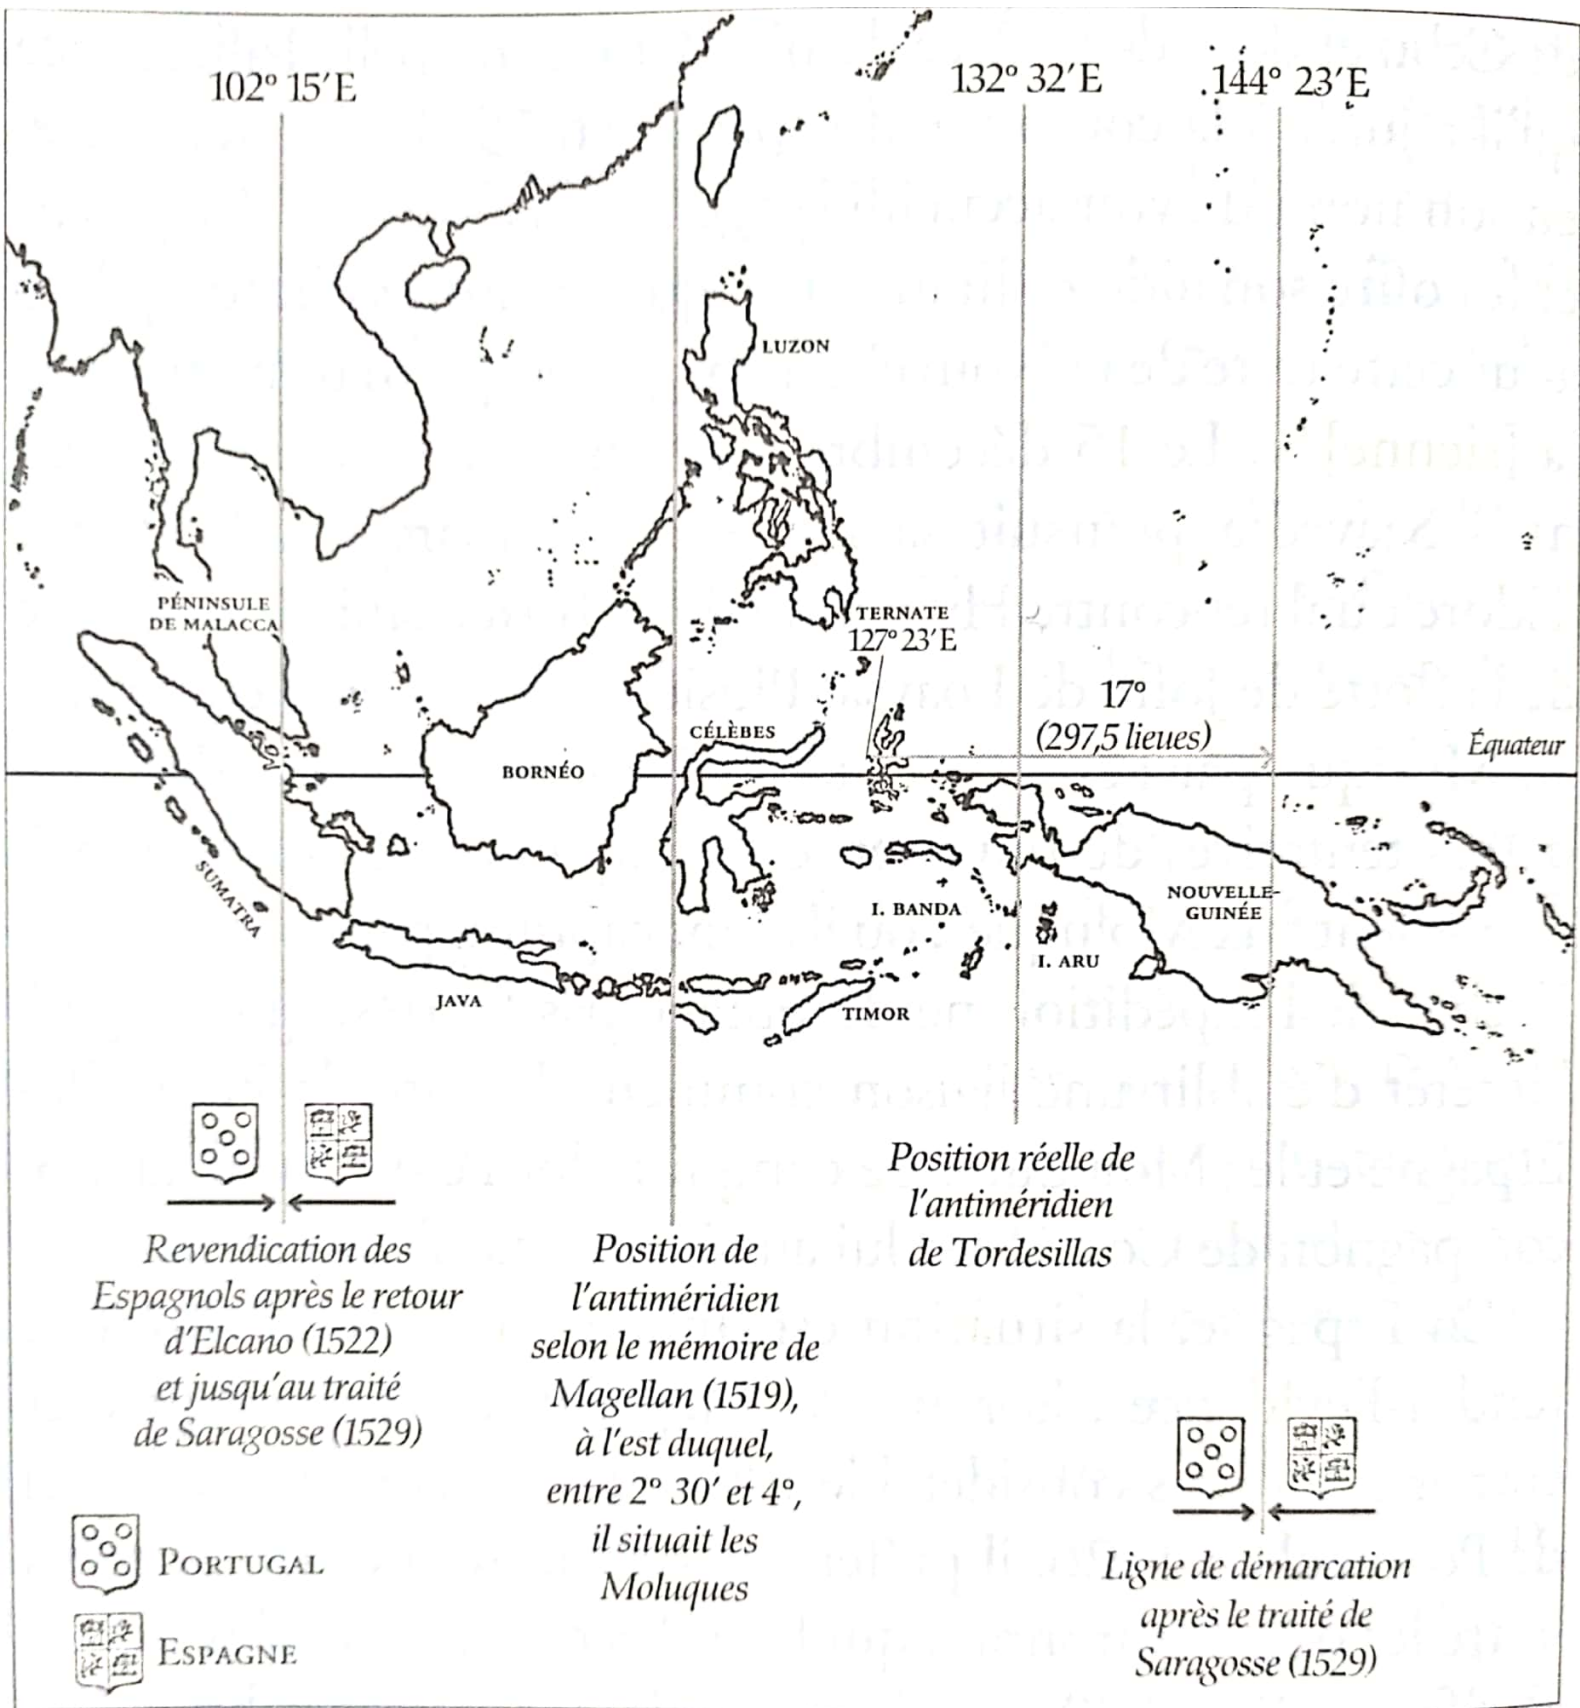 102° 15′E
132° 32′E
144° 23′E
LUZON
PÉNINSULE
DE MALACCA
TERNATE
127° 23′E
17°
(297,5 lieues)
Équateur
CÉLÈBES
BORNÉO
SUMATRA
I. BANDA
NOUVELLE-
GUINÉE
I. ARU
JAVA
TIMOR
Revendication des
Espagnols après le retour
d'Elcano (1522)
et jusqu'au traité
de Saragosse (1529)
Position de
l'antiméridien
selon le mémoire de
Magellan (1519),
à l'est duquel,
entre 2° 30′ et 4°,
il situait les
Moluques
Position réelle de
l'antiméridien
de Tordesillas
Ligne de démarcation
après le traité de
Saragosse (1529)
PORTUGAL
ESPAGNE